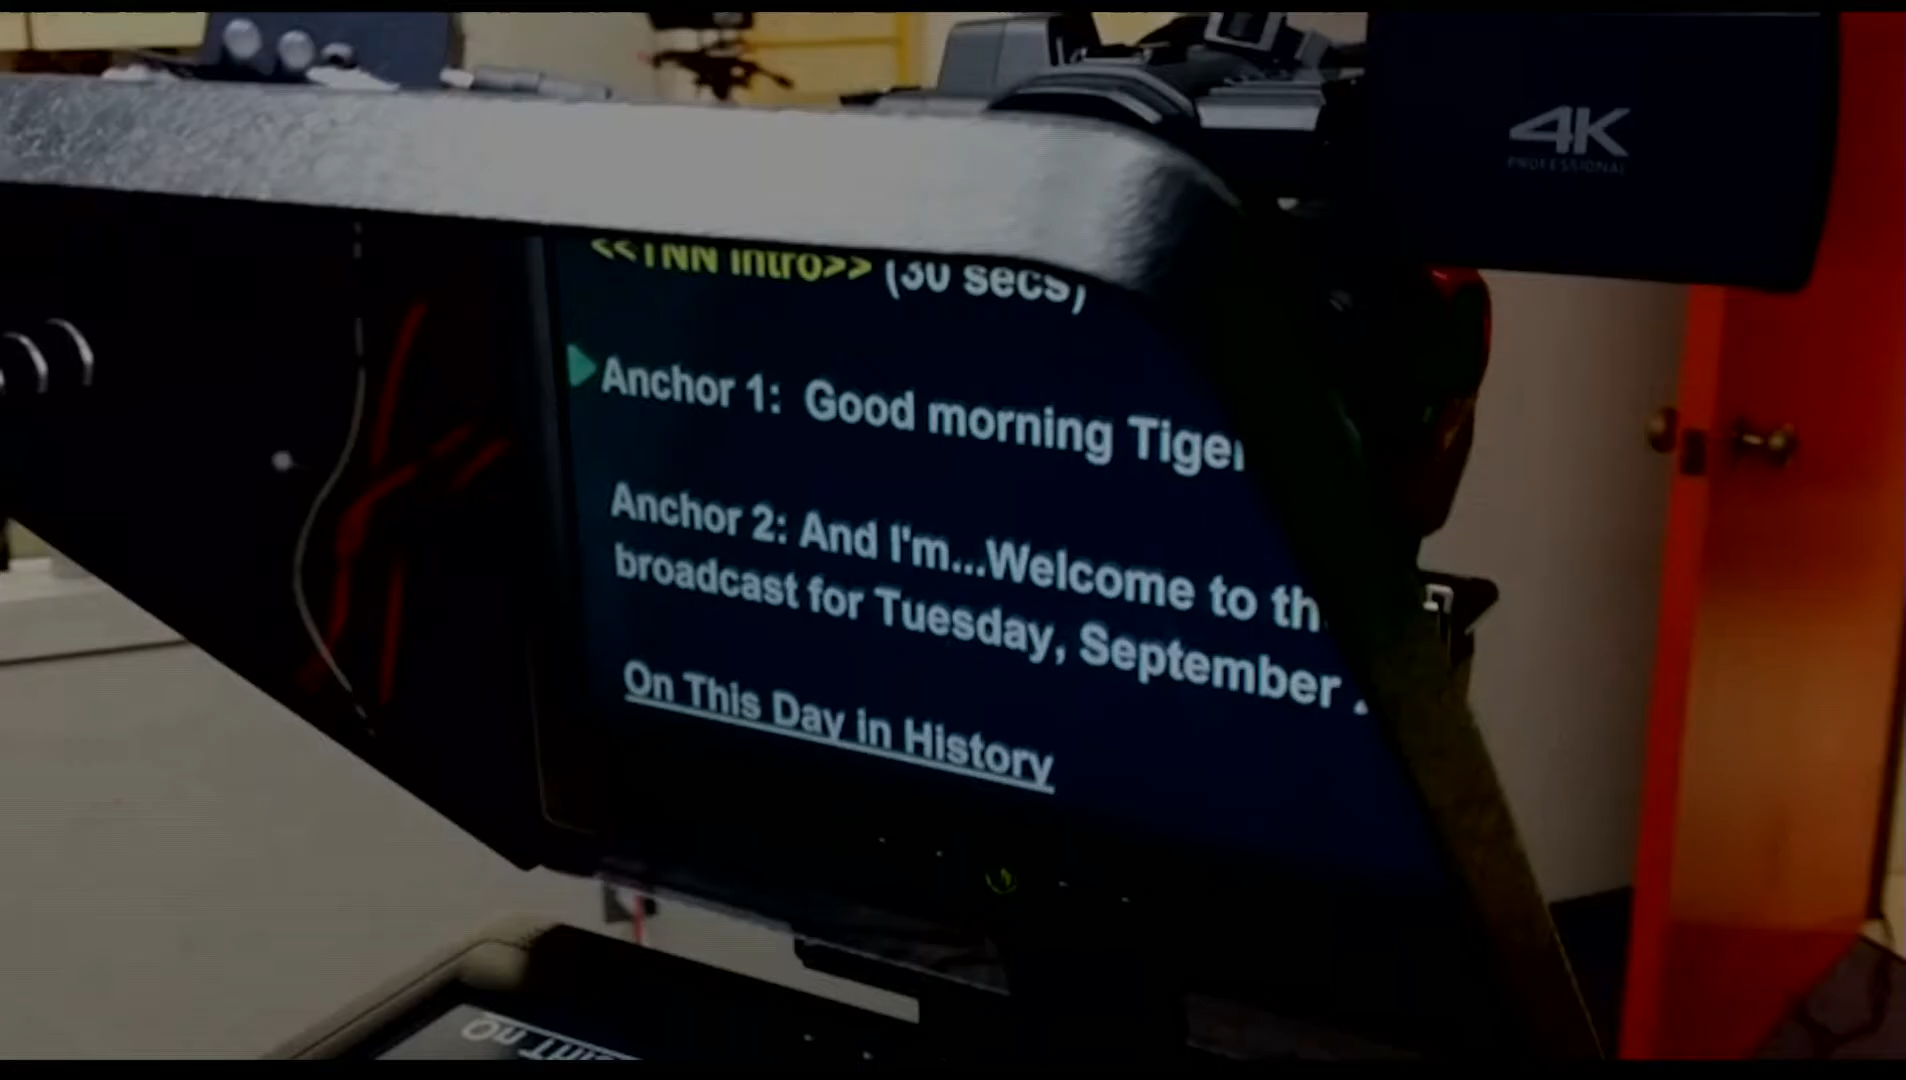 4K
PROFESSIONAL
<<TNN Intro>> (30 secs)
Anchor 1: Good morning Tiger
Anchor 2: And I'm...Welcome to th
broadcast for Tuesday, September
On This Day in History